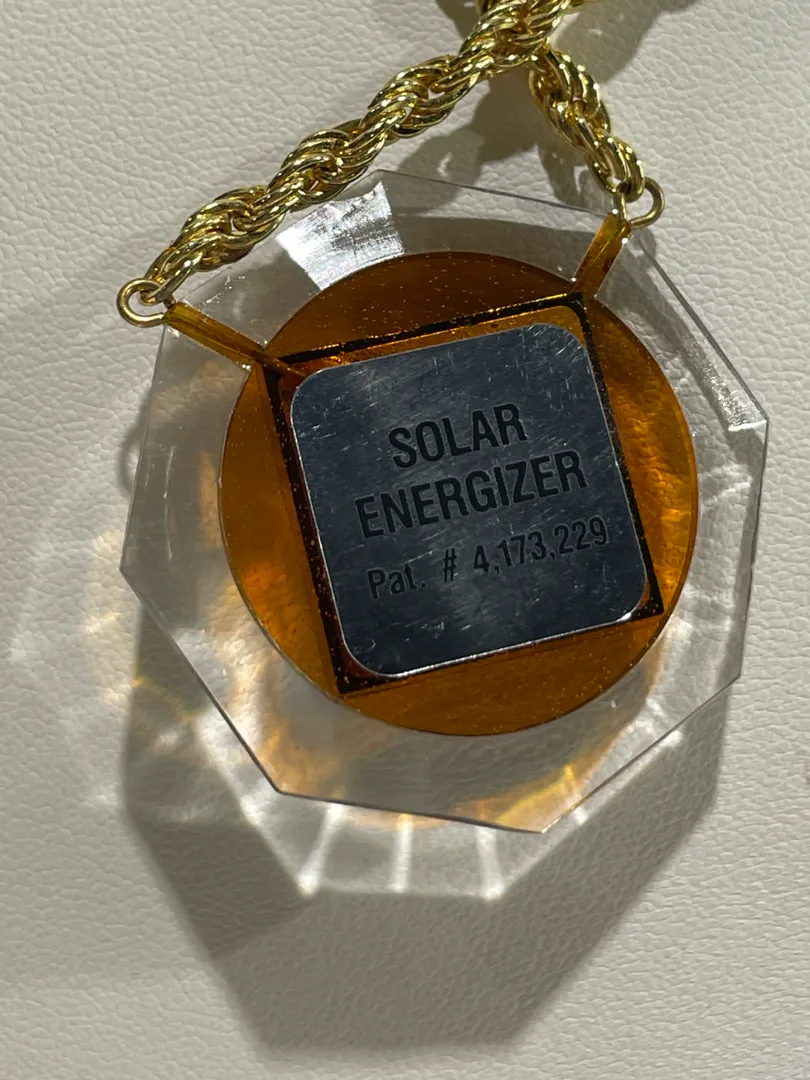 SOLAR
ENERGIZER
Pat. # 4,173,229